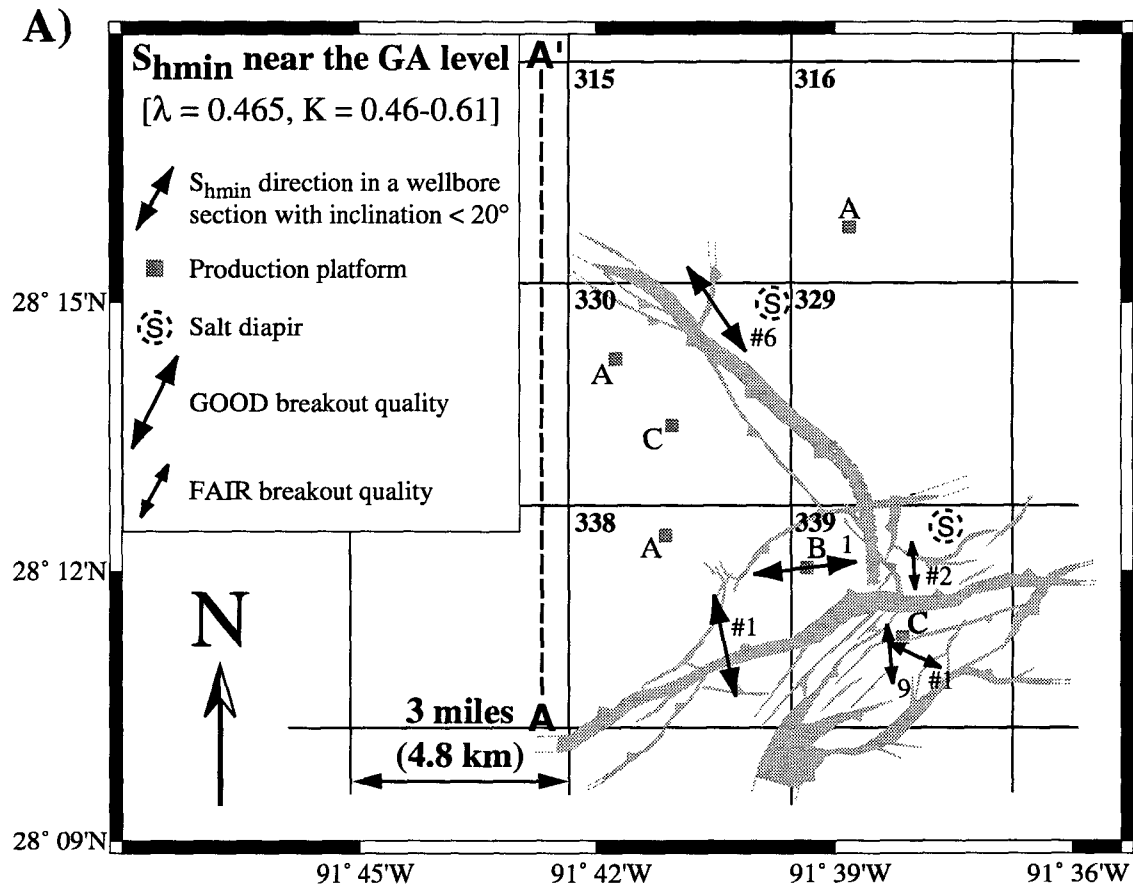 A)
S_hmin near the GA level
[λ = 0.465, K = 0.46-0.61]
S_hmin direction in a wellbore
section with inclination < 20°
Production platform
S Salt diapir
GOOD breakout quality
FAIR breakout quality
A'
315
316
A
28° 15'N
330
329
S
#6
A
C
338
339
S
A
B
1
#2
28° 12'N
N
#1
C
9
#1
A
3 miles
(4.8 km)
28° 09'N
91° 45'W
91° 42'W
91° 39'W
91° 36'W